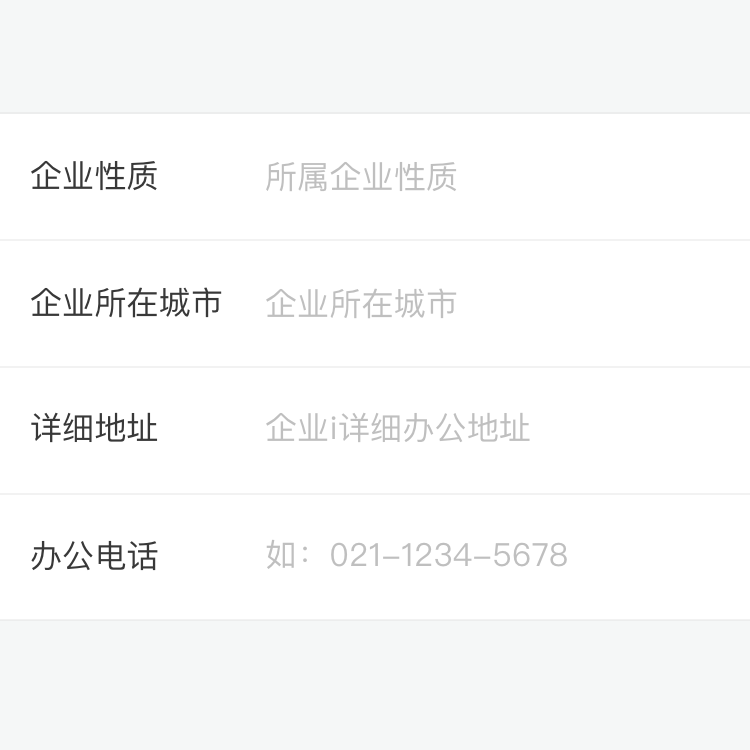 企业性质 所属企业性质
企业所在城市 企业所在城市
详细地址 企业i详细办公地址
办公电话 如：021-1234-5678